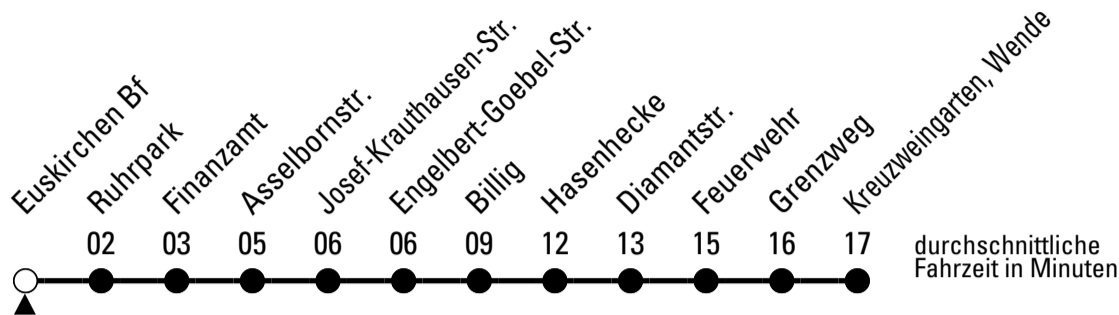 Euskirchen Bf
Ruhrpark
Finanzamt
Asselbornstr.
Josef-Krauthausen-Str.
Engelbert-Goebel-Str.
Billig
Hasenhecke
Diamantstr.
Feuerwehr
Grenzweg
Kreuzweingarten, Wende
02 03 05 06 06 09 12 13 15 16 17
durchschnittliche
Fahrzeit in Minuten